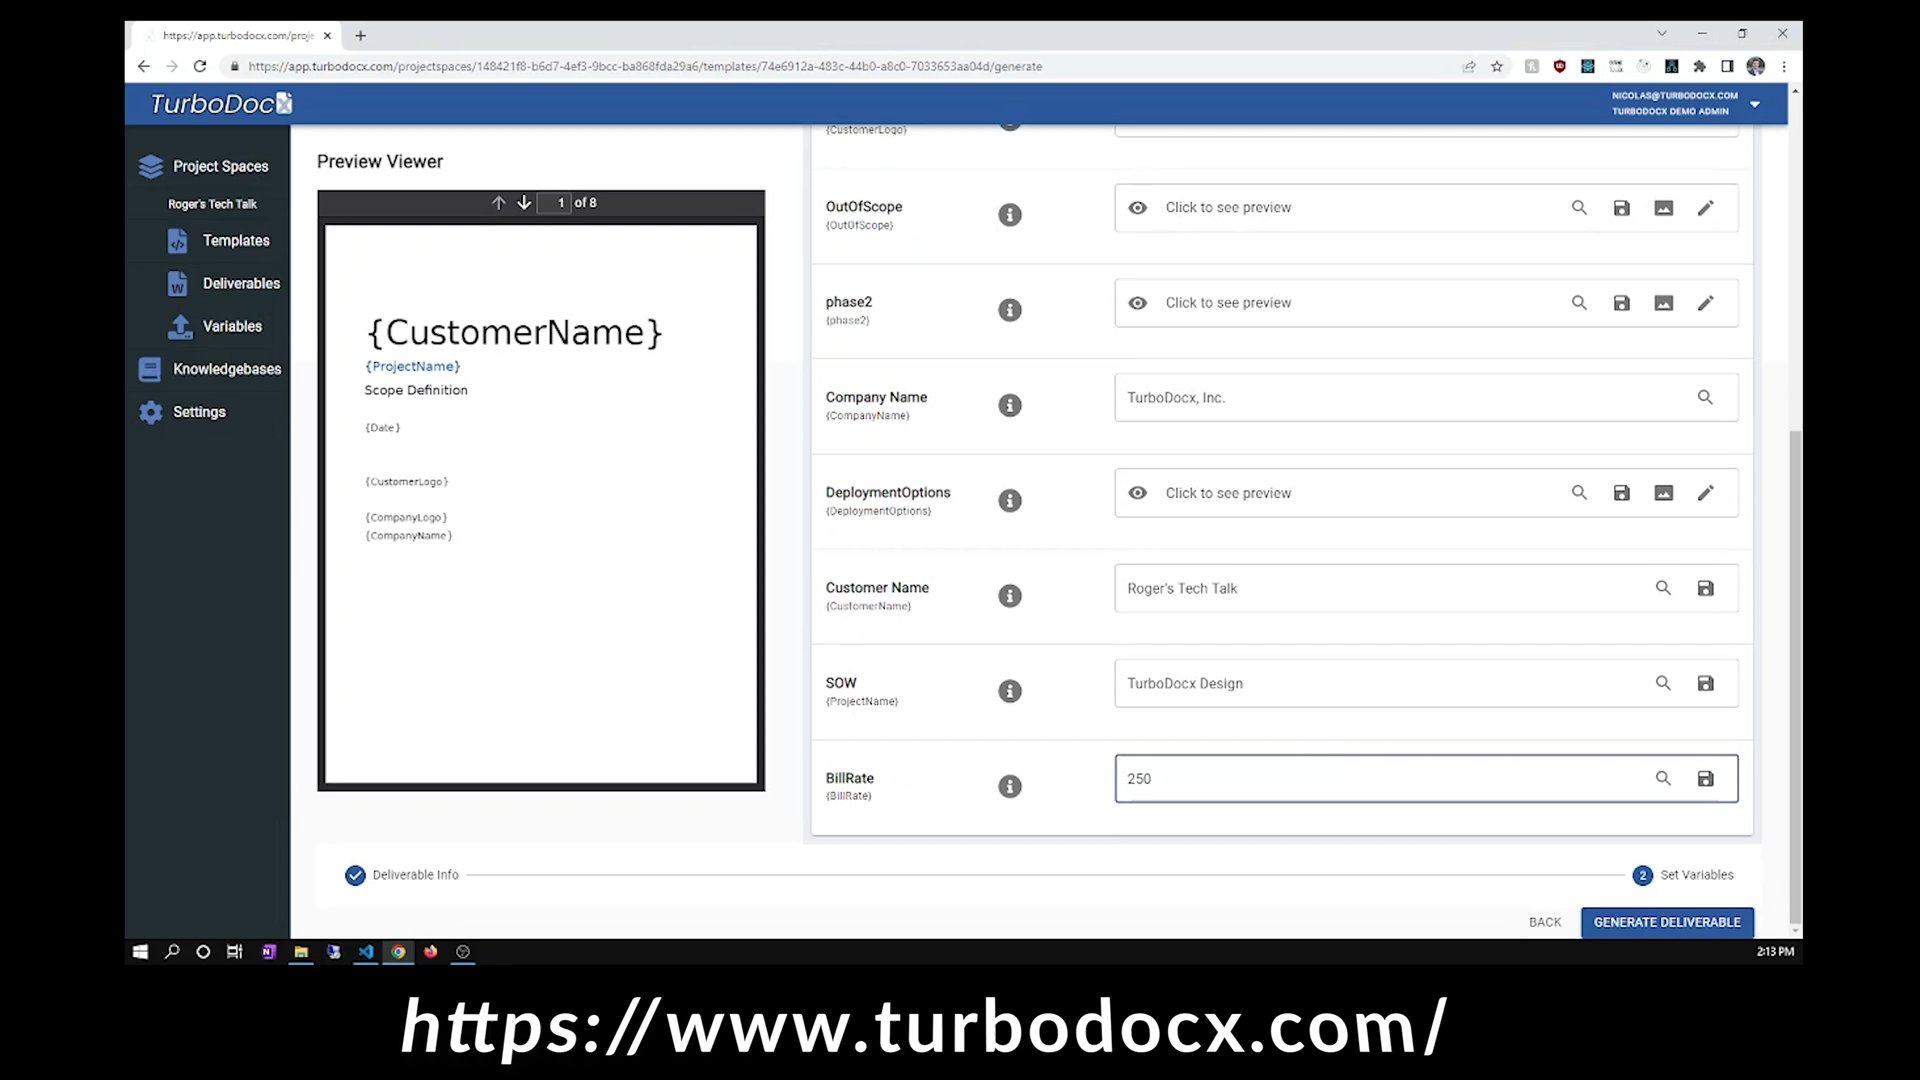 https://app.turbodocx.com/proje
https://app.turbodocx.com/projectspaces/148421f8-b6d7-4ef3-9bcc-ba868fda29a6/templates/74e6912a-483c-44b0-a8c0-7033653aa04d/generate
TurboDocx
NICOLAS@TURBODOCX.COM
TURBODOCX DEMO ADMIN
Project Spaces
Roger's Tech Talk
Templates
Deliverables
Variables
Knowledgebases
Settings
Preview Viewer
1 of 8
{CustomerName}
{ProjectName}
Scope Definition
{Date}
{CustomerLogo}
{CompanyLogo}
{CompanyName}
{CustomerLogo}
OutOfScope
{OutOfScope}
Click to see preview
phase2
{phase2}
Click to see preview
Company Name
{CompanyName}
TurboDocx, Inc.
DeploymentOptions
{DeploymentOptions}
Click to see preview
Customer Name
{CustomerName}
Roger's Tech Talk
SOW
{ProjectName}
TurboDocx Design
BillRate
{BillRate}
250
Deliverable Info
2 Set Variables
BACK
GENERATE DELIVERABLE
2:13 PM
https://www.turbodocx.com/